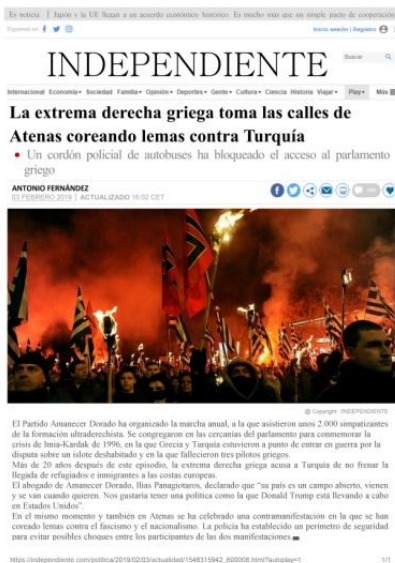 Es noticia | Japón y la UE llegan a un acuerdo económico histórico. Es mucho más que un simple pacto de cooperación
Inicio sesión | Registro
INDEPENDIENTE
Buscar
Internacional Economía Sociedad Familia Opinión Deportes Gente Cultura Ciencia Historia Viajar Play Más
La extrema derecha griega toma las calles de
Atenas coreando lemas contra Turquía
• Un cordón policial de autobuses ha bloqueado el acceso al parlamento
griego
ANTONIO FERNÁNDEZ
03 FEBRERO 2019 | ACTUALIZADO 16:02 CET
@ Copyright INDEPENDIENTE
El Partido Amanecer Dorado ha organizado la marcha anual, a la que asistieron unos 2.000 simpatizantes
de la formación ultraderechista. Se congregaron en las cercanías del parlamento para conmemorar la
crisis de Imia-Kardak de 1996, en la que Grecia y Turquía estuvieron a punto de entrar en guerra por la
disputa sobre un islote deshabitado y en la que fallecieron tres pilotos griegos.
Más de 20 años después de este episodio, la extrema derecha griega acusa a Turquía de no frenar la
llegada de refugiados e inmigrantes a las costas europeas.
El abogado de Amanecer Dorado, Ilias Panagiotaros, declarado que “su país es un campo abierto, vienen
y se van cuando quieren. Nos gustaría tener una política como la que Donald Trump está llevando a cabo
en Estados Unidos”.
En el mismo momento y también en Atenas se ha celebrado una contramanifestación en la que se han
coreado lemas contra el fascismo y el nacionalismo. La policía ha establecido un perímetro de seguridad
para evitar posibles choques entre los participantes de las dos manifestaciones.
https://independiente.com/política/2019/02/03/actualidad/1548315942_600008.html?autoplay=1
1/1